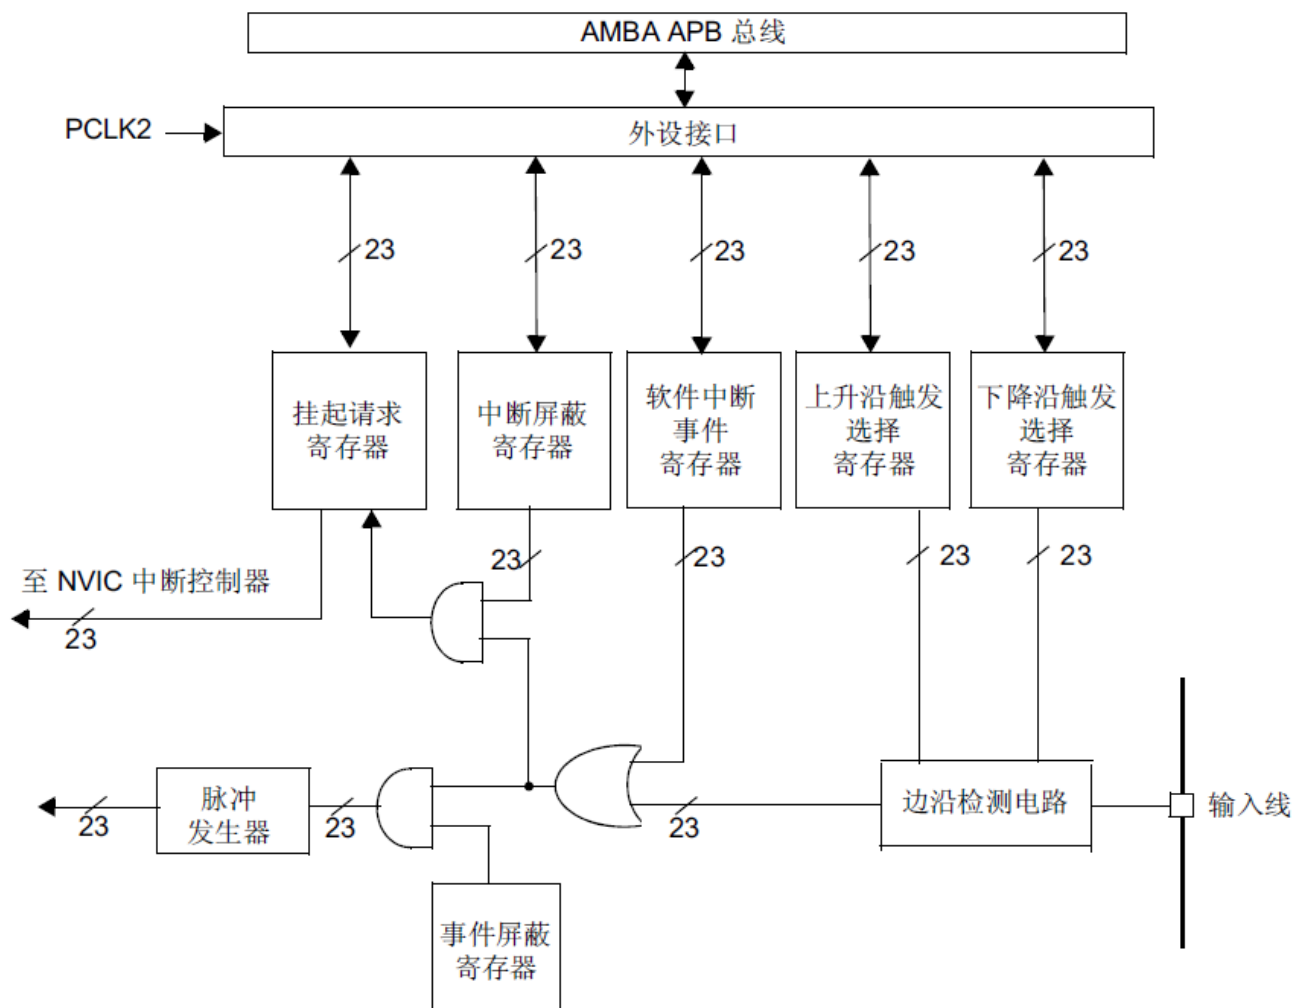 AMBA APB 总线
PCLK2
外设接口
23
23
23
23
23
挂起请求
寄存器
中断屏蔽
寄存器
软件中断
事件
寄存器
上升沿触发
选择
寄存器
下降沿触发
选择
寄存器
23
23
23
23
至 NVIC 中断控制器
23
脉冲
发生器
23
23
23
边沿检测电路
输入线
事件屏蔽
寄存器